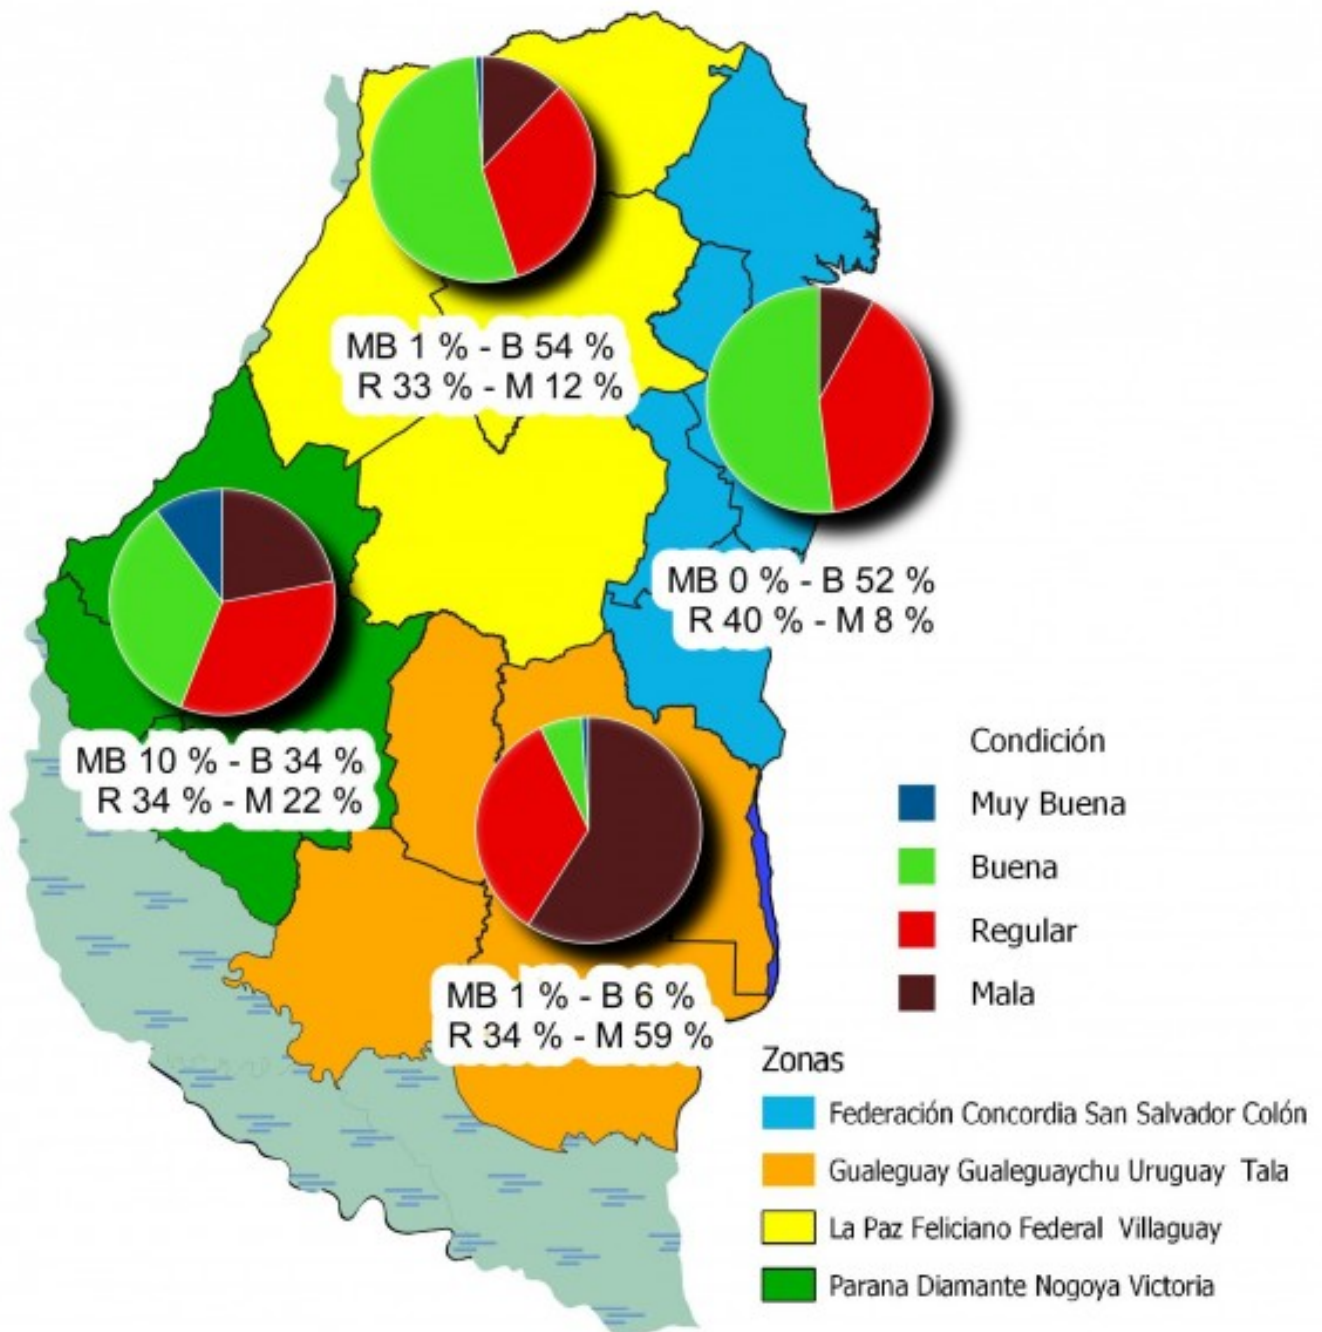 MB 1 % - B 54 %
R 33 % - M 12 %
MB 0 % - B 52 %
R 40 % - M 8 %
MB 10 % - B 34 %
R 34 % - M 22 %
MB 1 % - B 6 %
R 34 % - M 59 %
Condición
Muy Buena
Buena
Regular
Mala
Zonas
Federación Concordia San Salvador Colón
Gualeguay Gualeguaychu Uruguay Tala
La Paz Feliciano Federal Villaguay
Parana Diamante Nogoya Victoria